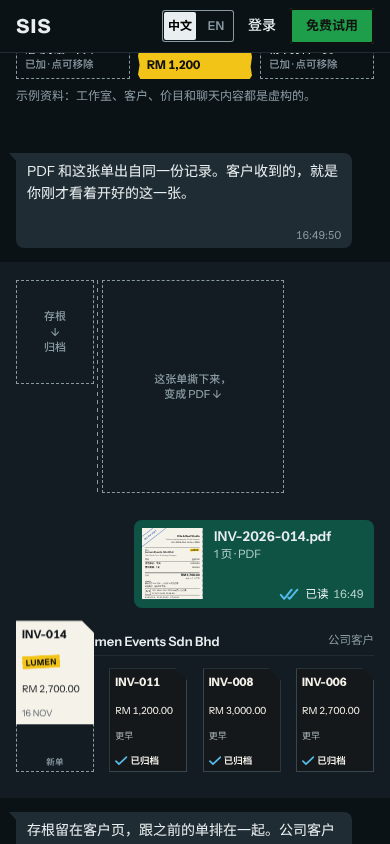 SIS
中文
EN
登录
免费试用
已加·点可移除
RM 1,200
已加·点可移除
示例资料：工作室、客户、价目和聊天内容都是虚构的。
PDF 和这张单出自同一份记录。客户收到的，就是
你刚才看着开好的这一张。
16:49:50
存根
↓
归档
这张单撕下来，
变成 PDF ↓
INV-2026-014.pdf
1页·PDF
已读 16:49
INV-014
LUMEN
RM 2,700.00
16 NOV
新单
men Events Sdn Bhd
公司客户
INV-011
RM 1,200.00
更早
已归档
INV-008
RM 3,000.00
更早
已归档
INV-006
RM 2,700.00
更早
已归档
存根留在客户页，跟之前的单排在一起。公司客户